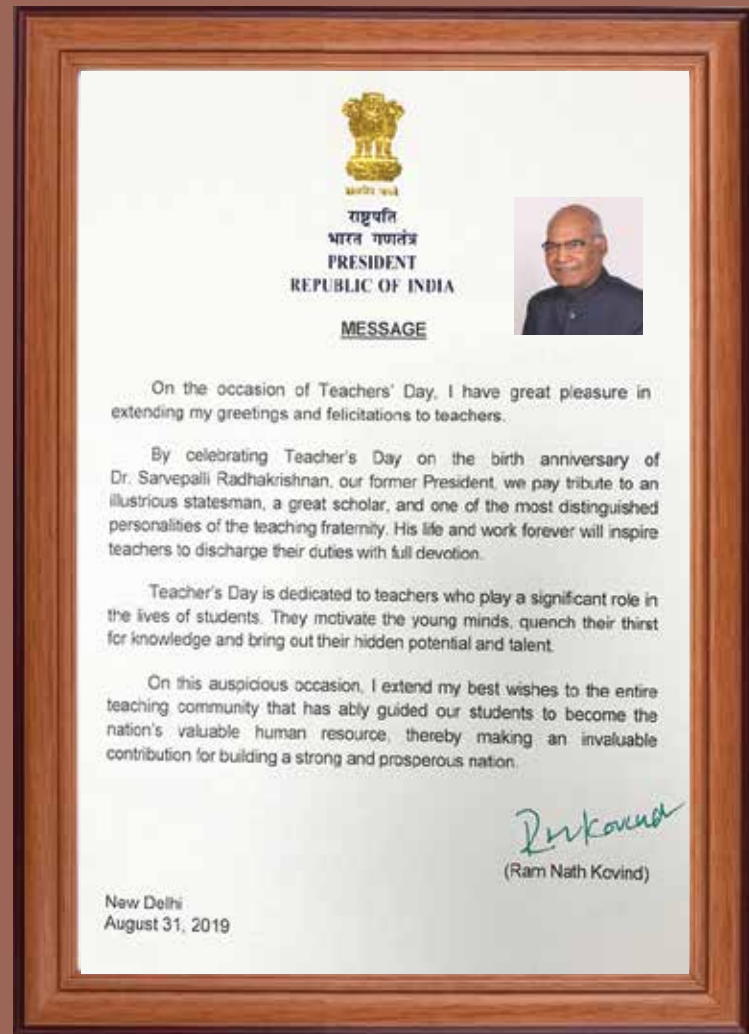 सत्यमेव जयते
राष्ट्रपति
भारत गणतंत्र
PRESIDENT
REPUBLIC OF INDIA
MESSAGE
On the occasion of Teachers' Day, I have great pleasure in
extending my greetings and felicitations to teachers.
By celebrating Teacher's Day on the birth anniversary of
Dr. Sarvepalli Radhakrishnan, our former President, we pay tribute to an
illustrious statesman, a great scholar, and one of the most distinguished
personalities of the teaching fraternity. His life and work forever will inspire
teachers to discharge their duties with full devotion.
Teacher's Day is dedicated to teachers who play a significant role in
the lives of students. They motivate the young minds, quench their thirst
for knowledge and bring out their hidden potential and talent.
On this auspicious occasion, I extend my best wishes to the entire
teaching community that has ably guided our students to become the
nation's valuable human resource, thereby making an invaluable
contribution for building a strong and prosperous nation.
RNKovind
(Ram Nath Kovind)
New Delhi
August 31, 2019